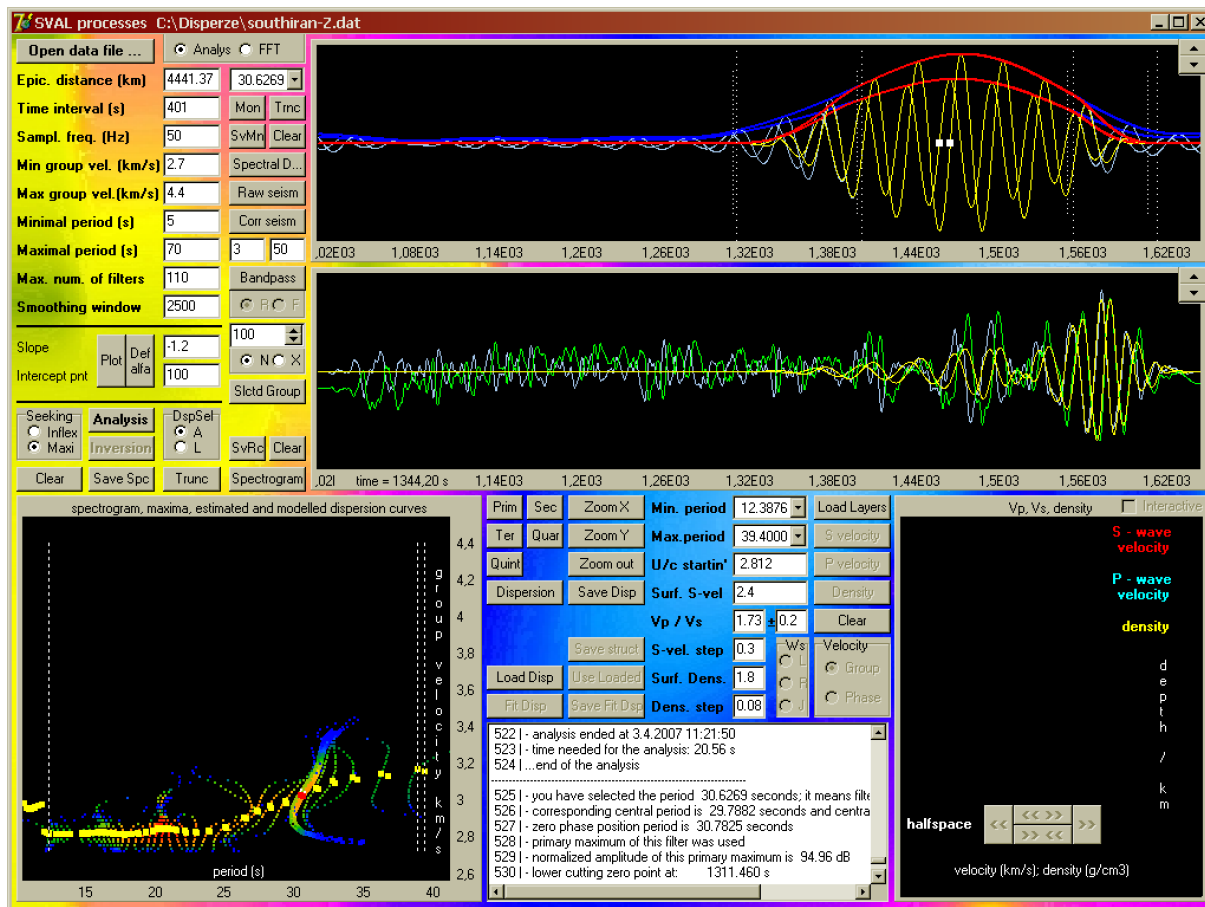 SVAL processes C:\Disperze\southiran-Z.dat
Open data file ...
Analys FFT
Epic. distance (km) 4441.37 30.6269
Time interval (s) 401 Mon Trnc
Sampl. freq. (Hz) 50 SvMn Clear
Min group vel. (km/s) 2.7 Spectral D...
Max group vel.(km/s) 4.4 Raw seism
Minimal period (s) 5 Corr seism
Maximal period (s) 70 3 50
Max. num. of filters 110 Bandpass
Smoothing window 2500 R F
Slope Plot Def alfa -1.2 100
Intercept pnt 100 N X
Slctd Group
Seeking Analysis DspSel
Inflex A
Maxi Inversion L SvRc Clear
Clear Save Spc Trunc Spectrogram
,02E03 1,08E03 1,14E03 1,2E03 1,26E03 1,32E03 1,38E03 1,44E03 1,5E03 1,56E03 1,62E03
,02I time = 1344,20 s 1,14E03 1,2E03 1,26E03 1,32E03 1,38E03 1,44E03 1,5E03 1,56E03 1,62E03
spectrogram, maxima, estimated and modelled dispersion curves
4,4
4,2
4
3,8
3,6
3,4
3,2
3
2,8
2,6
group velocity km/s
period (s)
15 20 25 30 35 40
Prim Sec Zoom X Min. period 12.3876 Load Layers
Ter Quar Zoom Y Max.period 39.4000 S velocity
Quint Zoom out U/c startin' 2.812 P velocity
Dispersion Save Disp Surf. S-vel 2.4 Density
Vp / Vs 1.73 ± 0.2 Clear
Save struct S-vel. step 0.3 Ws Velocity
L Group
Load Disp Use Loaded Surf. Dens. 1.8 R
Fit Disp Save Fit Dsp Dens. step 0.08 J Phase
522 | - analysis ended at 3.4.2007 11:21:50
523 | - time needed for the analysis: 20.56 s
524 | ...end of the analysis
525 | - you have selected the period 30.6269 seconds; it means filte
526 | - corresponding central period is 29.7882 seconds and centra
527 | - zero phase position period is 30.7825 seconds
528 | - primary maximum of this filter was used
529 | - normalized amplitude of this primary maximum is 94.96 dB
530 | - lower cutting zero point at: 1311.460 s
Vp, Vs, density Interactive
S - wave
velocity
P - wave
velocity
density
depth / km
halfspace << << >> >> << >>
velocity (km/s); density (g/cm3)